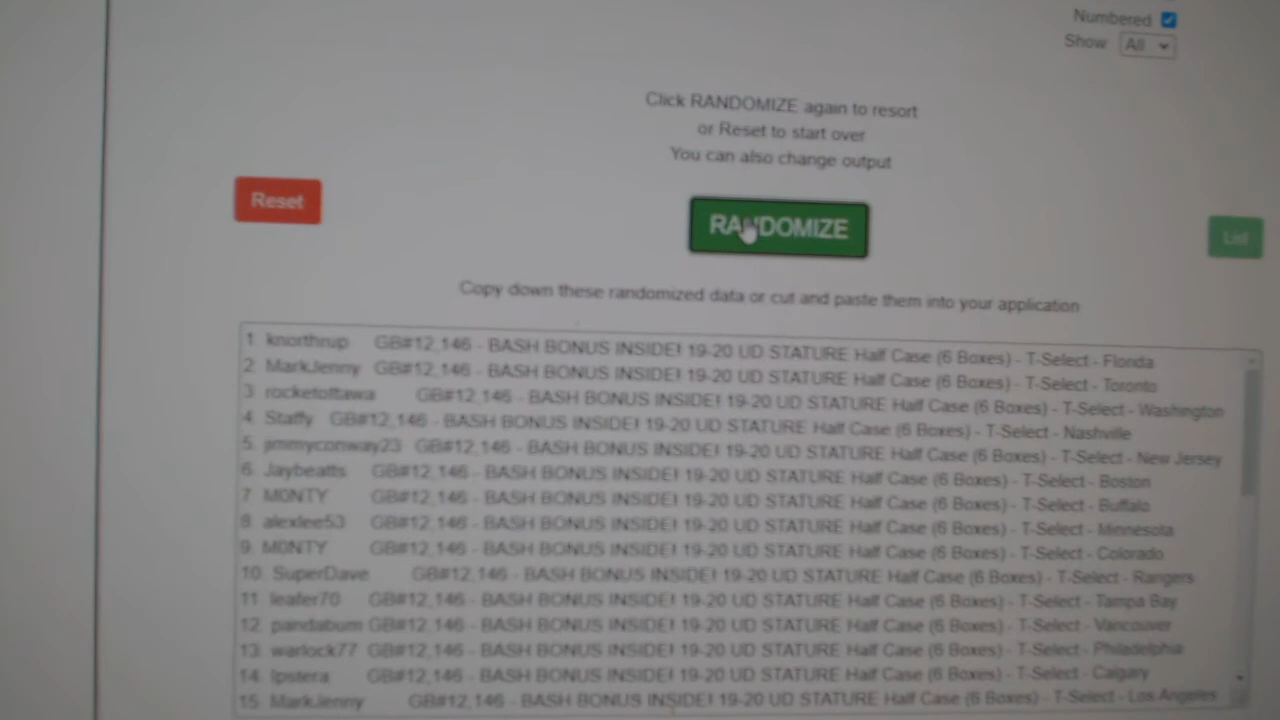 Numbered
Show All
Click RANDOMIZE again to resort
or Reset to start over
You can also change output
Reset
RANDOMIZE
List
Copy down these randomized data or cut and paste them into your application
1. knorthrup GB#12,146 - BASH BONUS INSIDE! 19-20 UD STATURE Half Case (6 Boxes) - T-Select - Florida
2. MarkJenny GB#12,146 - BASH BONUS INSIDE! 19-20 UD STATURE Half Case (6 Boxes) - T-Select - Toronto
3. rocketottawa GB#12,146 - BASH BONUS INSIDE! 19-20 UD STATURE Half Case (6 Boxes) - T-Select - Washington
4. Staffy GB#12,146 - BASH BONUS INSIDE! 19-20 UD STATURE Half Case (6 Boxes) - T-Select - Nashville
5. jimmyconway23 GB#12,146 - BASH BONUS INSIDE! 19-20 UD STATURE Half Case (6 Boxes) - T-Select - New Jersey
6. Jaybeatts GB#12,146 - BASH BONUS INSIDE! 19-20 UD STATURE Half Case (6 Boxes) - T-Select - Boston
7. M0NTY GB#12,146 - BASH BONUS INSIDE! 19-20 UD STATURE Half Case (6 Boxes) - T-Select - Buffalo
8. alexlee53 GB#12,146 - BASH BONUS INSIDE! 19-20 UD STATURE Half Case (6 Boxes) - T-Select - Minnesota
9. M0NTY GB#12,146 - BASH BONUS INSIDE! 19-20 UD STATURE Half Case (6 Boxes) - T-Select - Colorado
10. SuperDave GB#12,146 - BASH BONUS INSIDE! 19-20 UD STATURE Half Case (6 Boxes) - T-Select - Rangers
11. leafer70 GB#12,146 - BASH BONUS INSIDE! 19-20 UD STATURE Half Case (6 Boxes) - T-Select - Tampa Bay
12. pandabum GB#12,146 - BASH BONUS INSIDE! 19-20 UD STATURE Half Case (6 Boxes) - T-Select - Vancouver
13. warlock77 GB#12,146 - BASH BONUS INSIDE! 19-20 UD STATURE Half Case (6 Boxes) - T-Select - Philadelphia
14. lpstera GB#12,146 - BASH BONUS INSIDE! 19-20 UD STATURE Half Case (6 Boxes) - T-Select - Calgary
15. MarkJenny GB#12,146 - BASH BONUS INSIDE! 19-20 UD STATURE Half Case (6 Boxes) - T-Select - Los Angeles